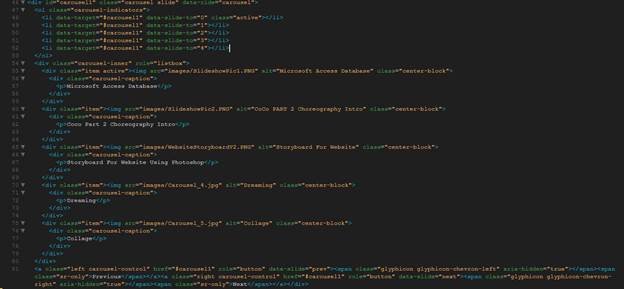 46 <div id="carousel1" class="carousel slide" data-ride="carousel">
47 <ol class="carousel-indicators">
48 <li data-target="#carousel1" data-slide-to="0" class="active"></li>
49 <li data-target="#carousel1" data-slide-to="1"></li>
50 <li data-target="#carousel1" data-slide-to="2"></li>
51 <li data-target="#carousel1" data-slide-to="3"></li>
52 <li data-target="#carousel1" data-slide-to="4"></li>
53 </ol>
54 <div class="carousel-inner" role="listbox">
55 <div class="item active"><img src="images/SlideshowPic1.PNG" alt="Microsoft Access Database" class="center-block">
56 <div class="carousel-caption">
57 <p>Microsoft Access Database</p>
58 </div>
59 </div>
60 <div class="item"><img src="images/SlideshowPic2.PNG" alt="CoCo PART 2 Choreography Intro" class="center-block">
61 <div class="carousel-caption">
62 <p>Coco Part 2 Choreography Intro</p>
63 </div>
64 </div>
65 <div class="item"><img src="images/WebsiteStoryboardV2.PNG" alt="Storyboard For Website" class="center-block">
66 <div class="carousel-caption">
67 <p>Storyboard For Website Using Photoshop</p>
68 </div>
69 </div>
70 <div class="item"><img src="images/Carousel_4.jpg" alt="Dreaming" class="center-block">
71 <div class="carousel-caption">
72 <p>Dreaming</p>
73 </div>
74 </div>
75 <div class="item"><img src="images/Carousel_5.jpg" alt="Collage" class="center-block">
76 <div class="carousel-caption">
77 <p>Collage</p>
78 </div>
79 </div>
80 </div>
81 <a class="left carousel-control" href="#carousel1" role="button" data-slide="prev"><span class="glyphicon glyphicon-chevron-left" aria-hidden="true"></span><span
class="sr-only">Previous</span></a><a class="right carousel-control" href="#carousel1" role="button" data-slide="next"><span class="glyphicon glyphicon-chevron-
right" aria-hidden="true"></span><span class="sr-only">Next</span></a></div>